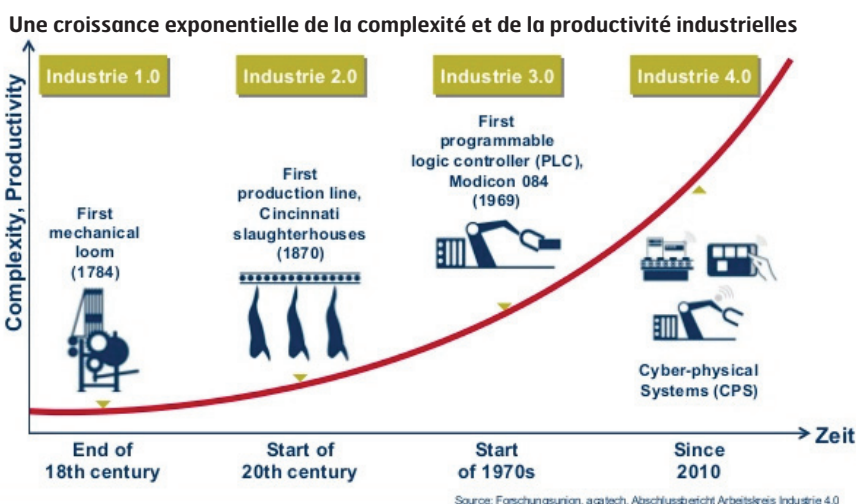 Une croissance exponentielle de la complexité et de la productivité industrielles
Complexity, Productivity
Industrie 1.0
Industrie 2.0
Industrie 3.0
Industrie 4.0
First
mechanical
loom
(1784)
First
production line,
Cincinnati
slaughterhouses
(1870)
First
programmable
logic controller (PLC),
Modicon 084
(1969)
Cyber-physical
Systems (CPS)
Zeit
End of
18th century
Start of
20th century
Start
of 1970s
Since
2010
Source: Forschungsunion, agatech, Abschlussbericht Arbeitskreis Industrie 4.0